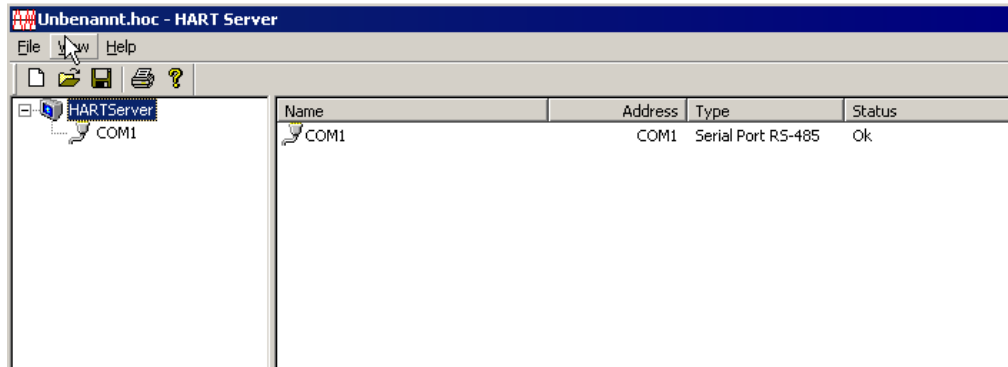 Unbenannt.hoc - HART Server
File View Help
HARTServer
COM1
Name Address Type Status
COM1 COM1 Serial Port RS-485 Ok